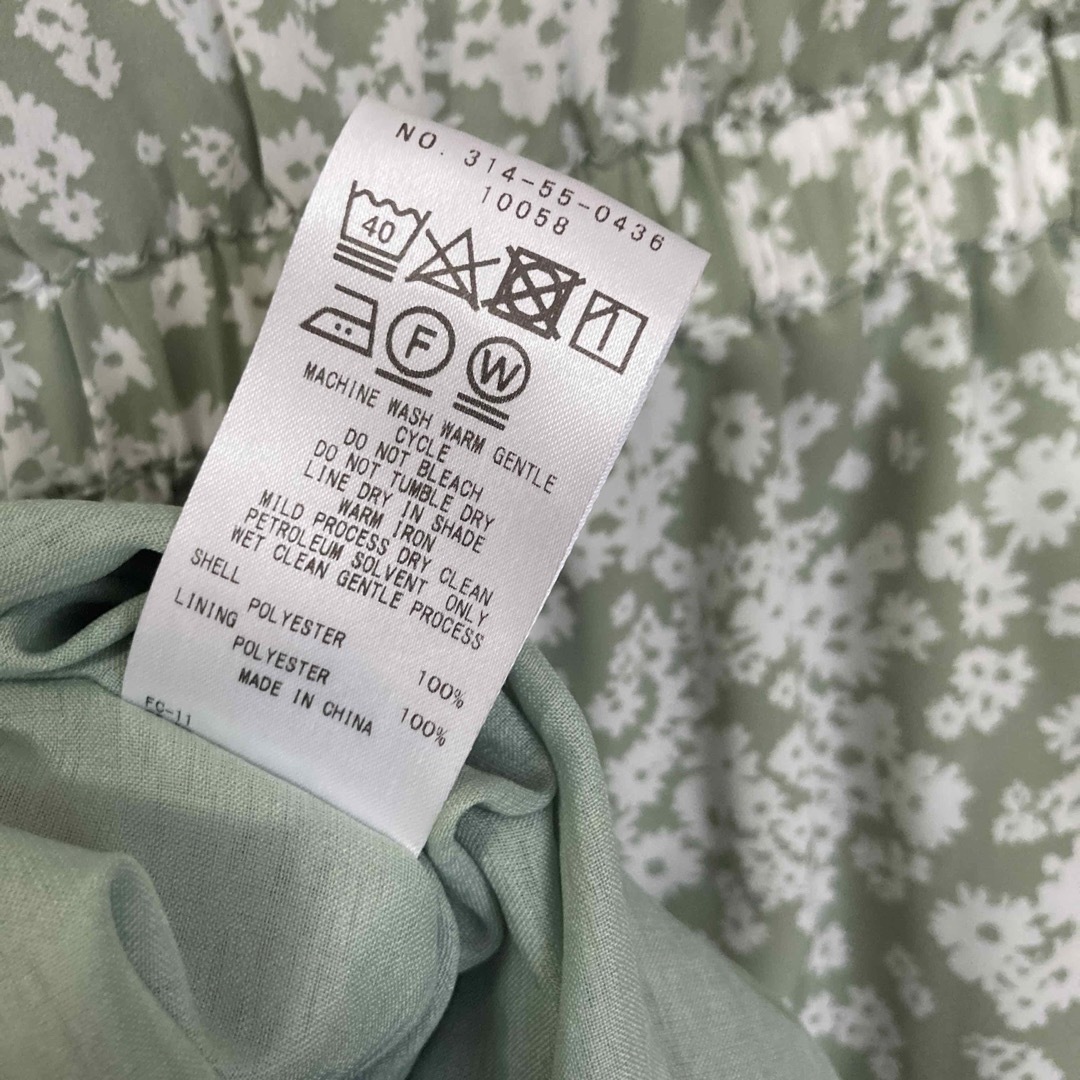 NO. 314-55-0436
10058
40
F W
MACHINE WASH WARM GENTLE
CYCLE
DO NOT BLEACH
DO NOT TUMBLE DRY
LINE DRY IN SHADE
WARM IRON
MILD PROCESS DRY CLEAN
PETROLEUM SOLVENT ONLY
WET CLEAN GENTLE PROCESS
SHELL
POLYESTER 100%
LINING
POLYESTER 100%
MADE IN CHINA